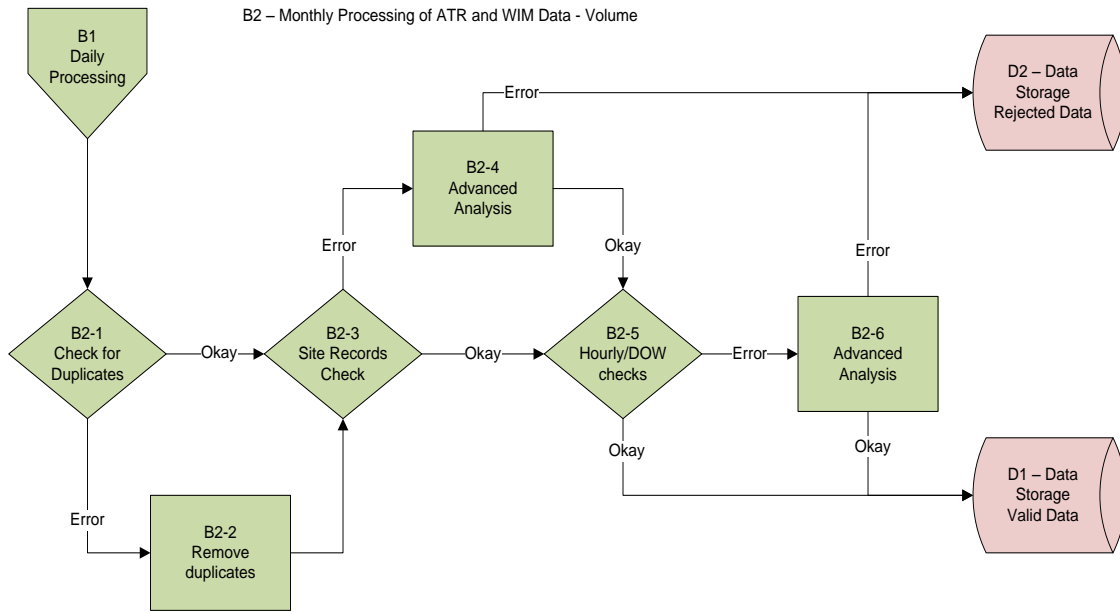 B2 – Monthly Processing of ATR and WIM Data - Volume
B1
Daily
Processing
D2 – Data
Storage
Rejected Data
Error
B2-4
Advanced
Analysis
Error
Okay
Error
B2-1
Check for
Duplicates
Okay
B2-3
Site Records
Check
Okay
B2-5
Hourly/DOW
checks
Error
B2-6
Advanced
Analysis
Okay
Okay
D1 – Data
Storage
Valid Data
Error
B2-2
Remove
duplicates